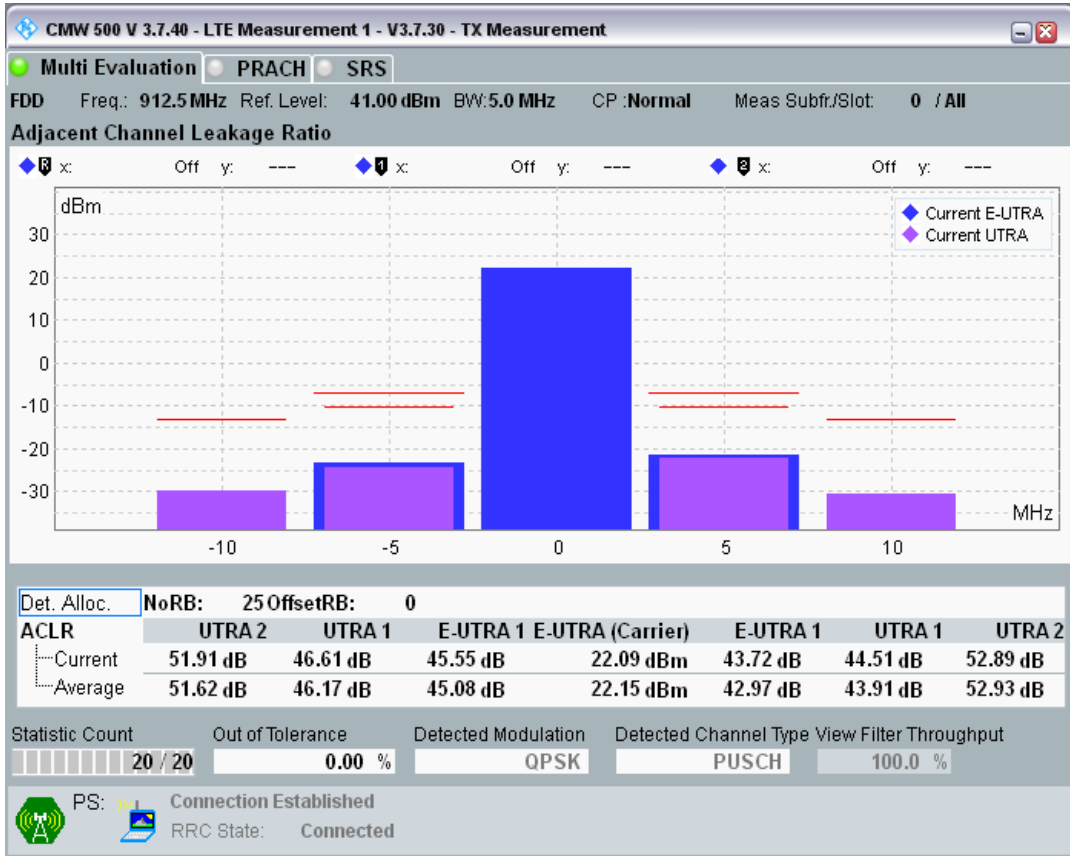 CMW 500 V 3.7.40 - LTE Measurement 1 - V3.7.30 - TX Measurement
Multi Evaluation PRACH SRS
FDD Freq.: 912.5 MHz Ref. Level: 41.00 dBm BW: 5.0 MHz CP :Normal Meas Subfr./Slot: 0 / All
Adjacent Channel Leakage Ratio
R x: Off y: --- 1 x: Off y: --- 2 x: Off y: ---
dBm
Current E-UTRA
Current UTRA
30
20
10
0
-10
-20
-30
MHz
-10 -5 0 5 10
Det. Alloc. NoRB: 25 OffsetRB: 0
ACLR UTRA 2 UTRA 1 E-UTRA 1 E-UTRA (Carrier) E-UTRA 1 UTRA 1 UTRA 2
Current 51.91 dB 46.61 dB 45.55 dB 22.09 dBm 43.72 dB 44.51 dB 52.89 dB
Average 51.62 dB 46.17 dB 45.08 dB 22.15 dBm 42.97 dB 43.91 dB 52.93 dB
Statistic Count Out of Tolerance Detected Modulation Detected Channel Type View Filter Throughput
20 / 20 0.00 % QPSK PUSCH 100.0 %
PS: Connection Established
RRC State: Connected